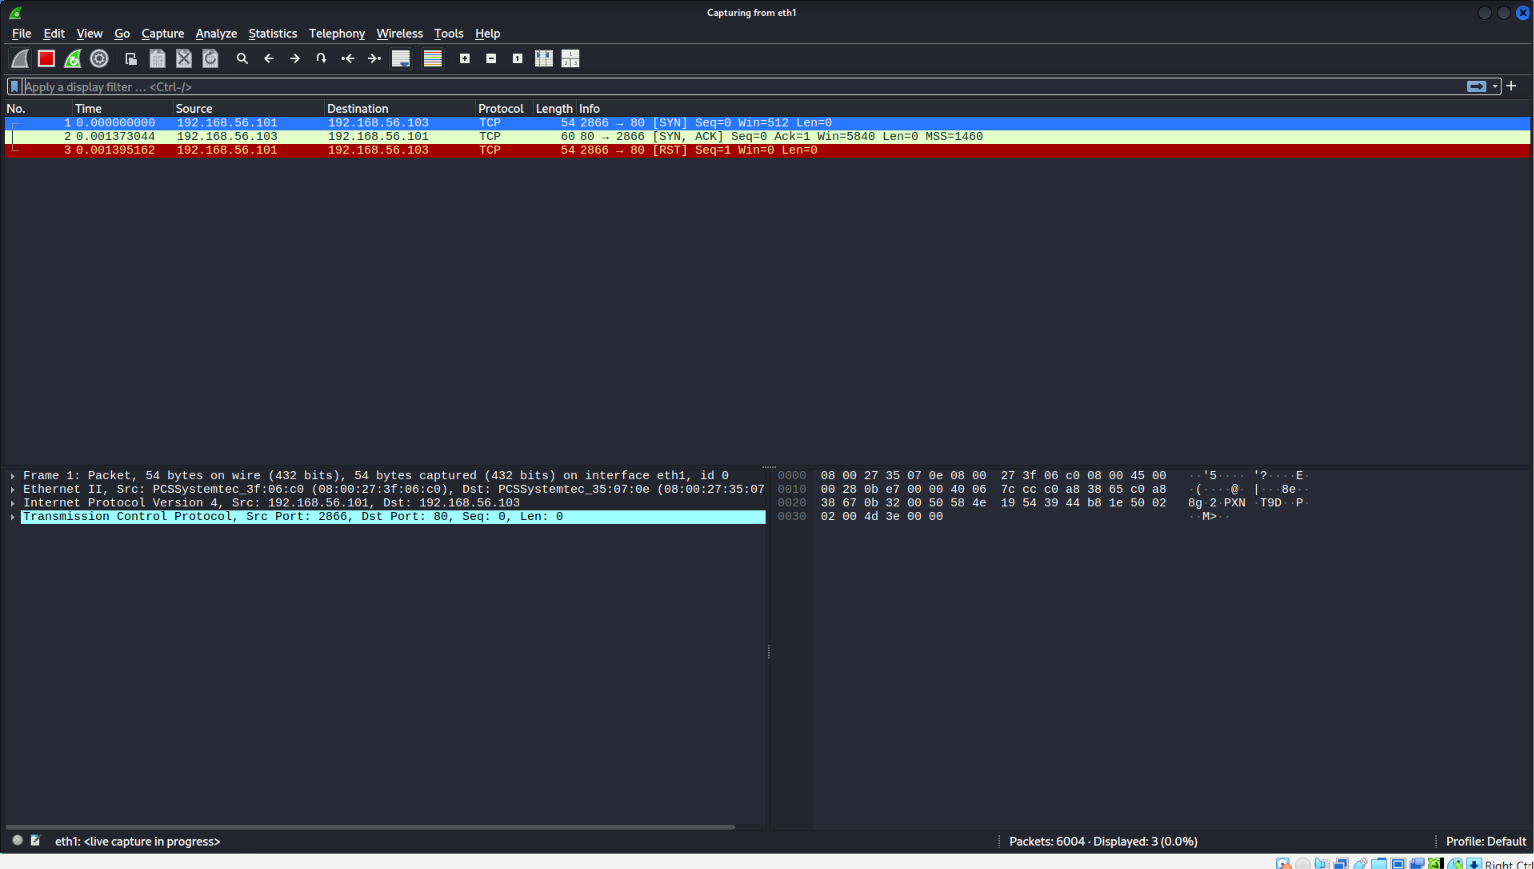 Capturing from eth1
File Edit View Go Capture Analyze Statistics Telephony Wireless Tools Help
Apply a display filter ... <Ctrl-/>
No. Time Source Destination Protocol Length Info
1 0.000000000 192.168.56.101 192.168.56.103 TCP 54 2866 → 80 [SYN] Seq=0 Win=512 Len=0
2 0.001373044 192.168.56.103 192.168.56.101 TCP 60 80 → 2866 [SYN, ACK] Seq=0 Ack=1 Win=5840 Len=0 MSS=1460
3 0.001395162 192.168.56.101 192.168.56.103 TCP 54 2866 → 80 [RST] Seq=1 Win=0 Len=0
Frame 1: Packet, 54 bytes on wire (432 bits), 54 bytes captured (432 bits) on interface eth1, id 0
Ethernet II, Src: PCSSystemtec_3f:06:c0 (08:00:27:3f:06:c0), Dst: PCSSystemtec_35:07:0e (08:00:27:35:07
Internet Protocol Version 4, Src: 192.168.56.101, Dst: 192.168.56.103
Transmission Control Protocol, Src Port: 2866, Dst Port: 80, Seq: 0, Len: 0
0000 08 00 27 35 07 0e 08 00 27 3f 06 c0 08 00 45 00 ··'5···· '?····E·
0010 00 28 0b e7 00 00 40 06 7c cc c0 a8 38 65 c0 a8 ·(····@· |···8e··
0020 38 67 0b 32 00 50 58 4e 19 54 39 44 b8 1e 50 02 8g·2·PXN ·T9D··P·
0030 02 00 4d 3e 00 00 ··M>··
eth1: <live capture in progress>
Packets: 6004 · Displayed: 3 (0.0%)
Profile: Default
Right Ctrl